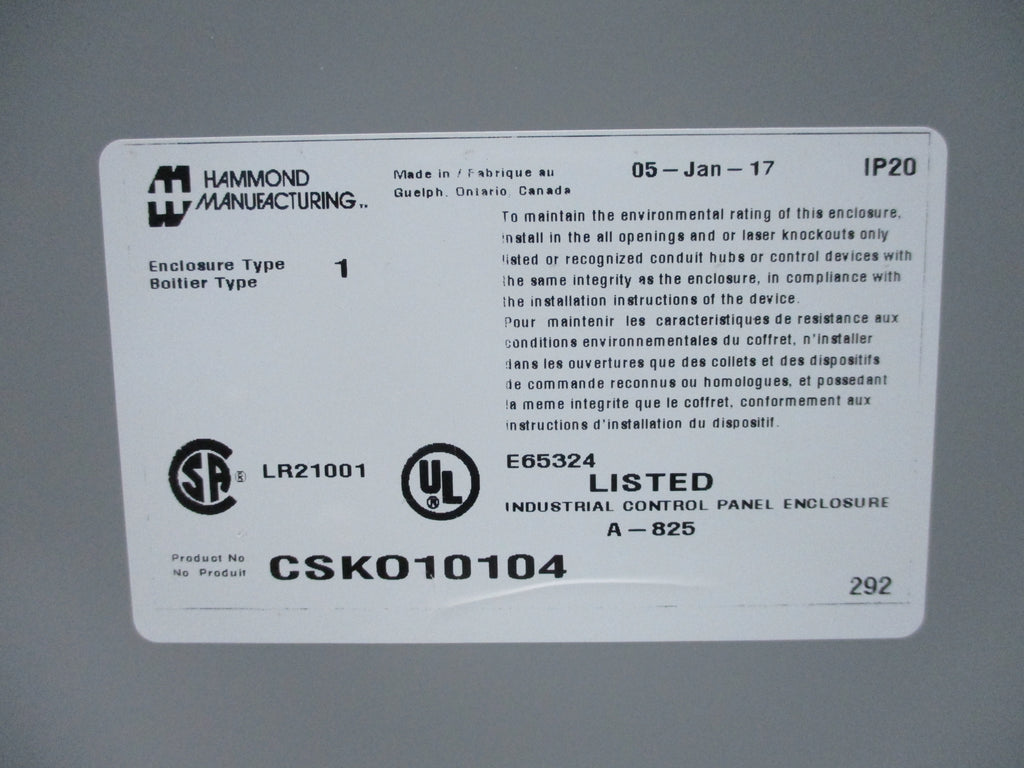 HAMMOND
MANUFACTURING™
Made in / Fabrique au
Guelph, Ontario, Canada
05-Jan-17
IP20
Enclosure Type
Boitier Type
1
To maintain the environmental rating of this enclosure,
install in the all openings and or laser knockouts only
listed or recognized conduit hubs or control devices with
the same integrity as the enclosure, in compliance with
the installation instructions of the device.
Pour maintenir les caracteristiques de resistance aux
conditions environnementales du coffret, n'installer
dans les ouvertures que des collets et des dispositifs
de commande reconnus ou homologues, et possedant
la meme integrite que le coffret, conformement aux
instructions d'installation du dispositif.
SA ® LR21001
UL ®
E65324
LISTED
INDUSTRIAL CONTROL PANEL ENCLOSURE
A-825
Product No
No Produit
CSKO10104
292